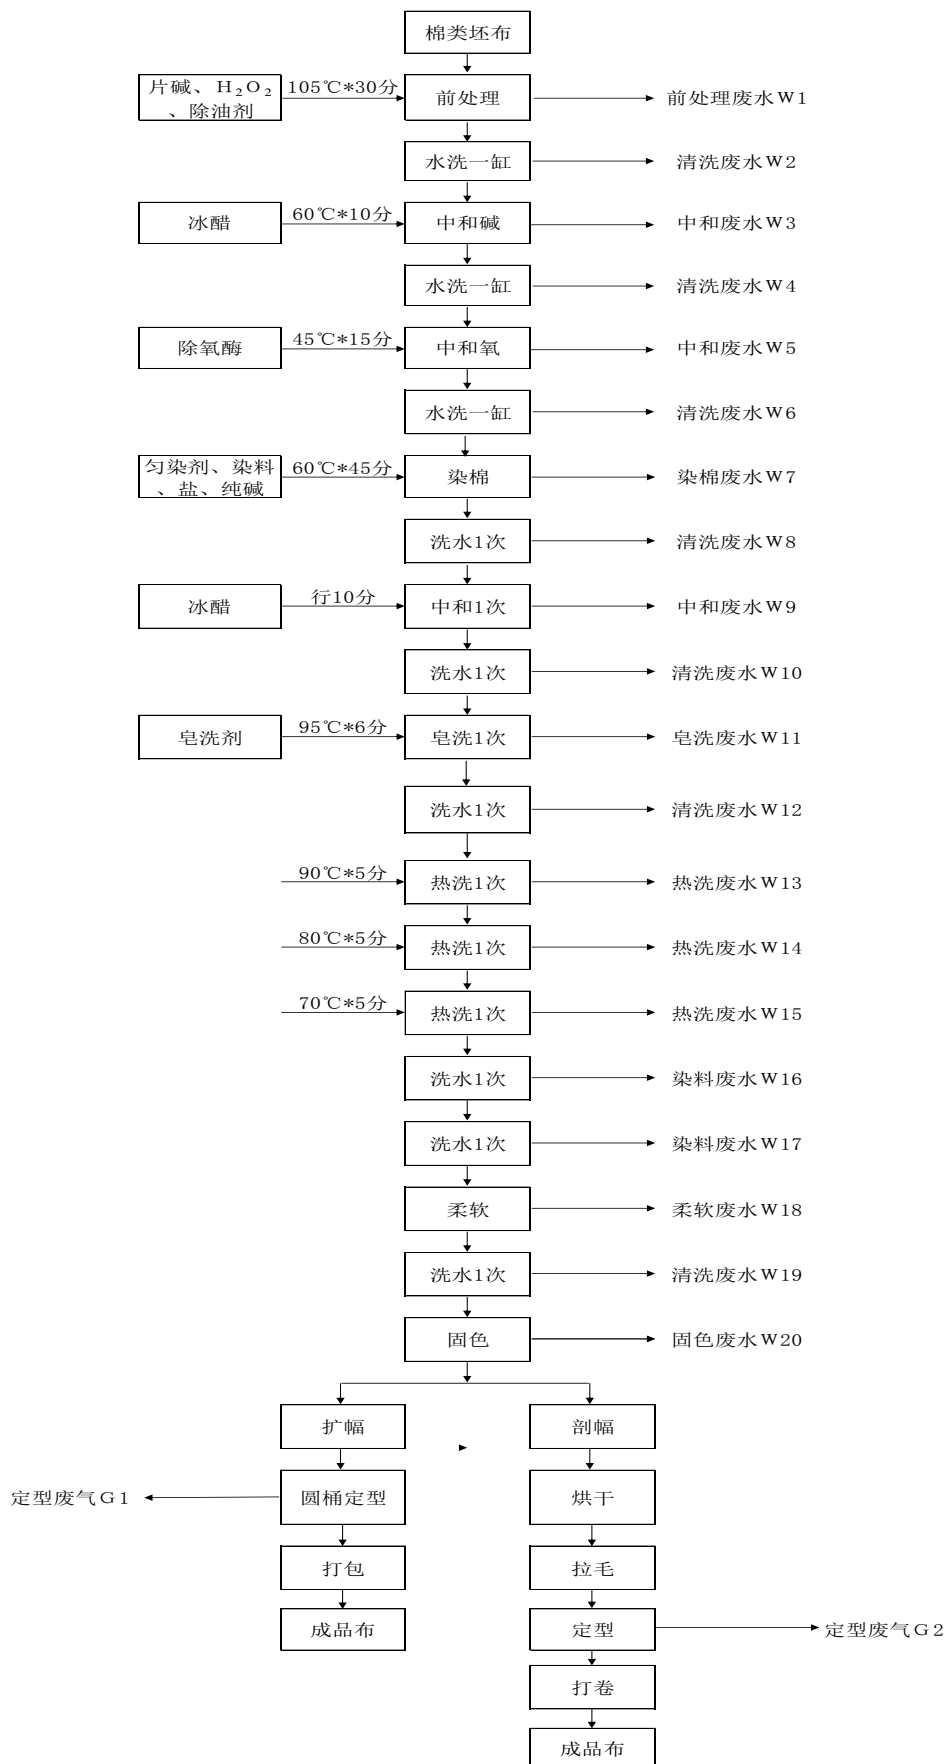 棉类坯布
片碱、H₂O₂
、除油剂
105℃*30分
前处理
前处理废水W1
水洗一缸
清洗废水W2
冰醋
60℃*10分
中和碱
中和废水W3
水洗一缸
清洗废水W4
除氧酶
45℃*15分
中和氧
中和废水W5
水洗一缸
清洗废水W6
匀染剂、染料
、盐、纯碱
60℃*45分
染棉
染棉废水W7
洗水1次
清洗废水W8
冰醋
行10分
中和1次
中和废水W9
洗水1次
清洗废水W10
皂洗剂
95℃*6分
皂洗1次
皂洗废水W11
洗水1次
清洗废水W12
90℃*5分
热洗1次
热洗废水W13
80℃*5分
热洗1次
热洗废水W14
70℃*5分
热洗1次
热洗废水W15
洗水1次
染料废水W16
洗水1次
染料废水W17
柔软
柔软废水W18
洗水1次
清洗废水W19
固色
固色废水W20
扩幅
剖幅
定型废气G1
圆桶定型
烘干
打包
拉毛
成品布
定型
定型废气G2
打卷
成品布